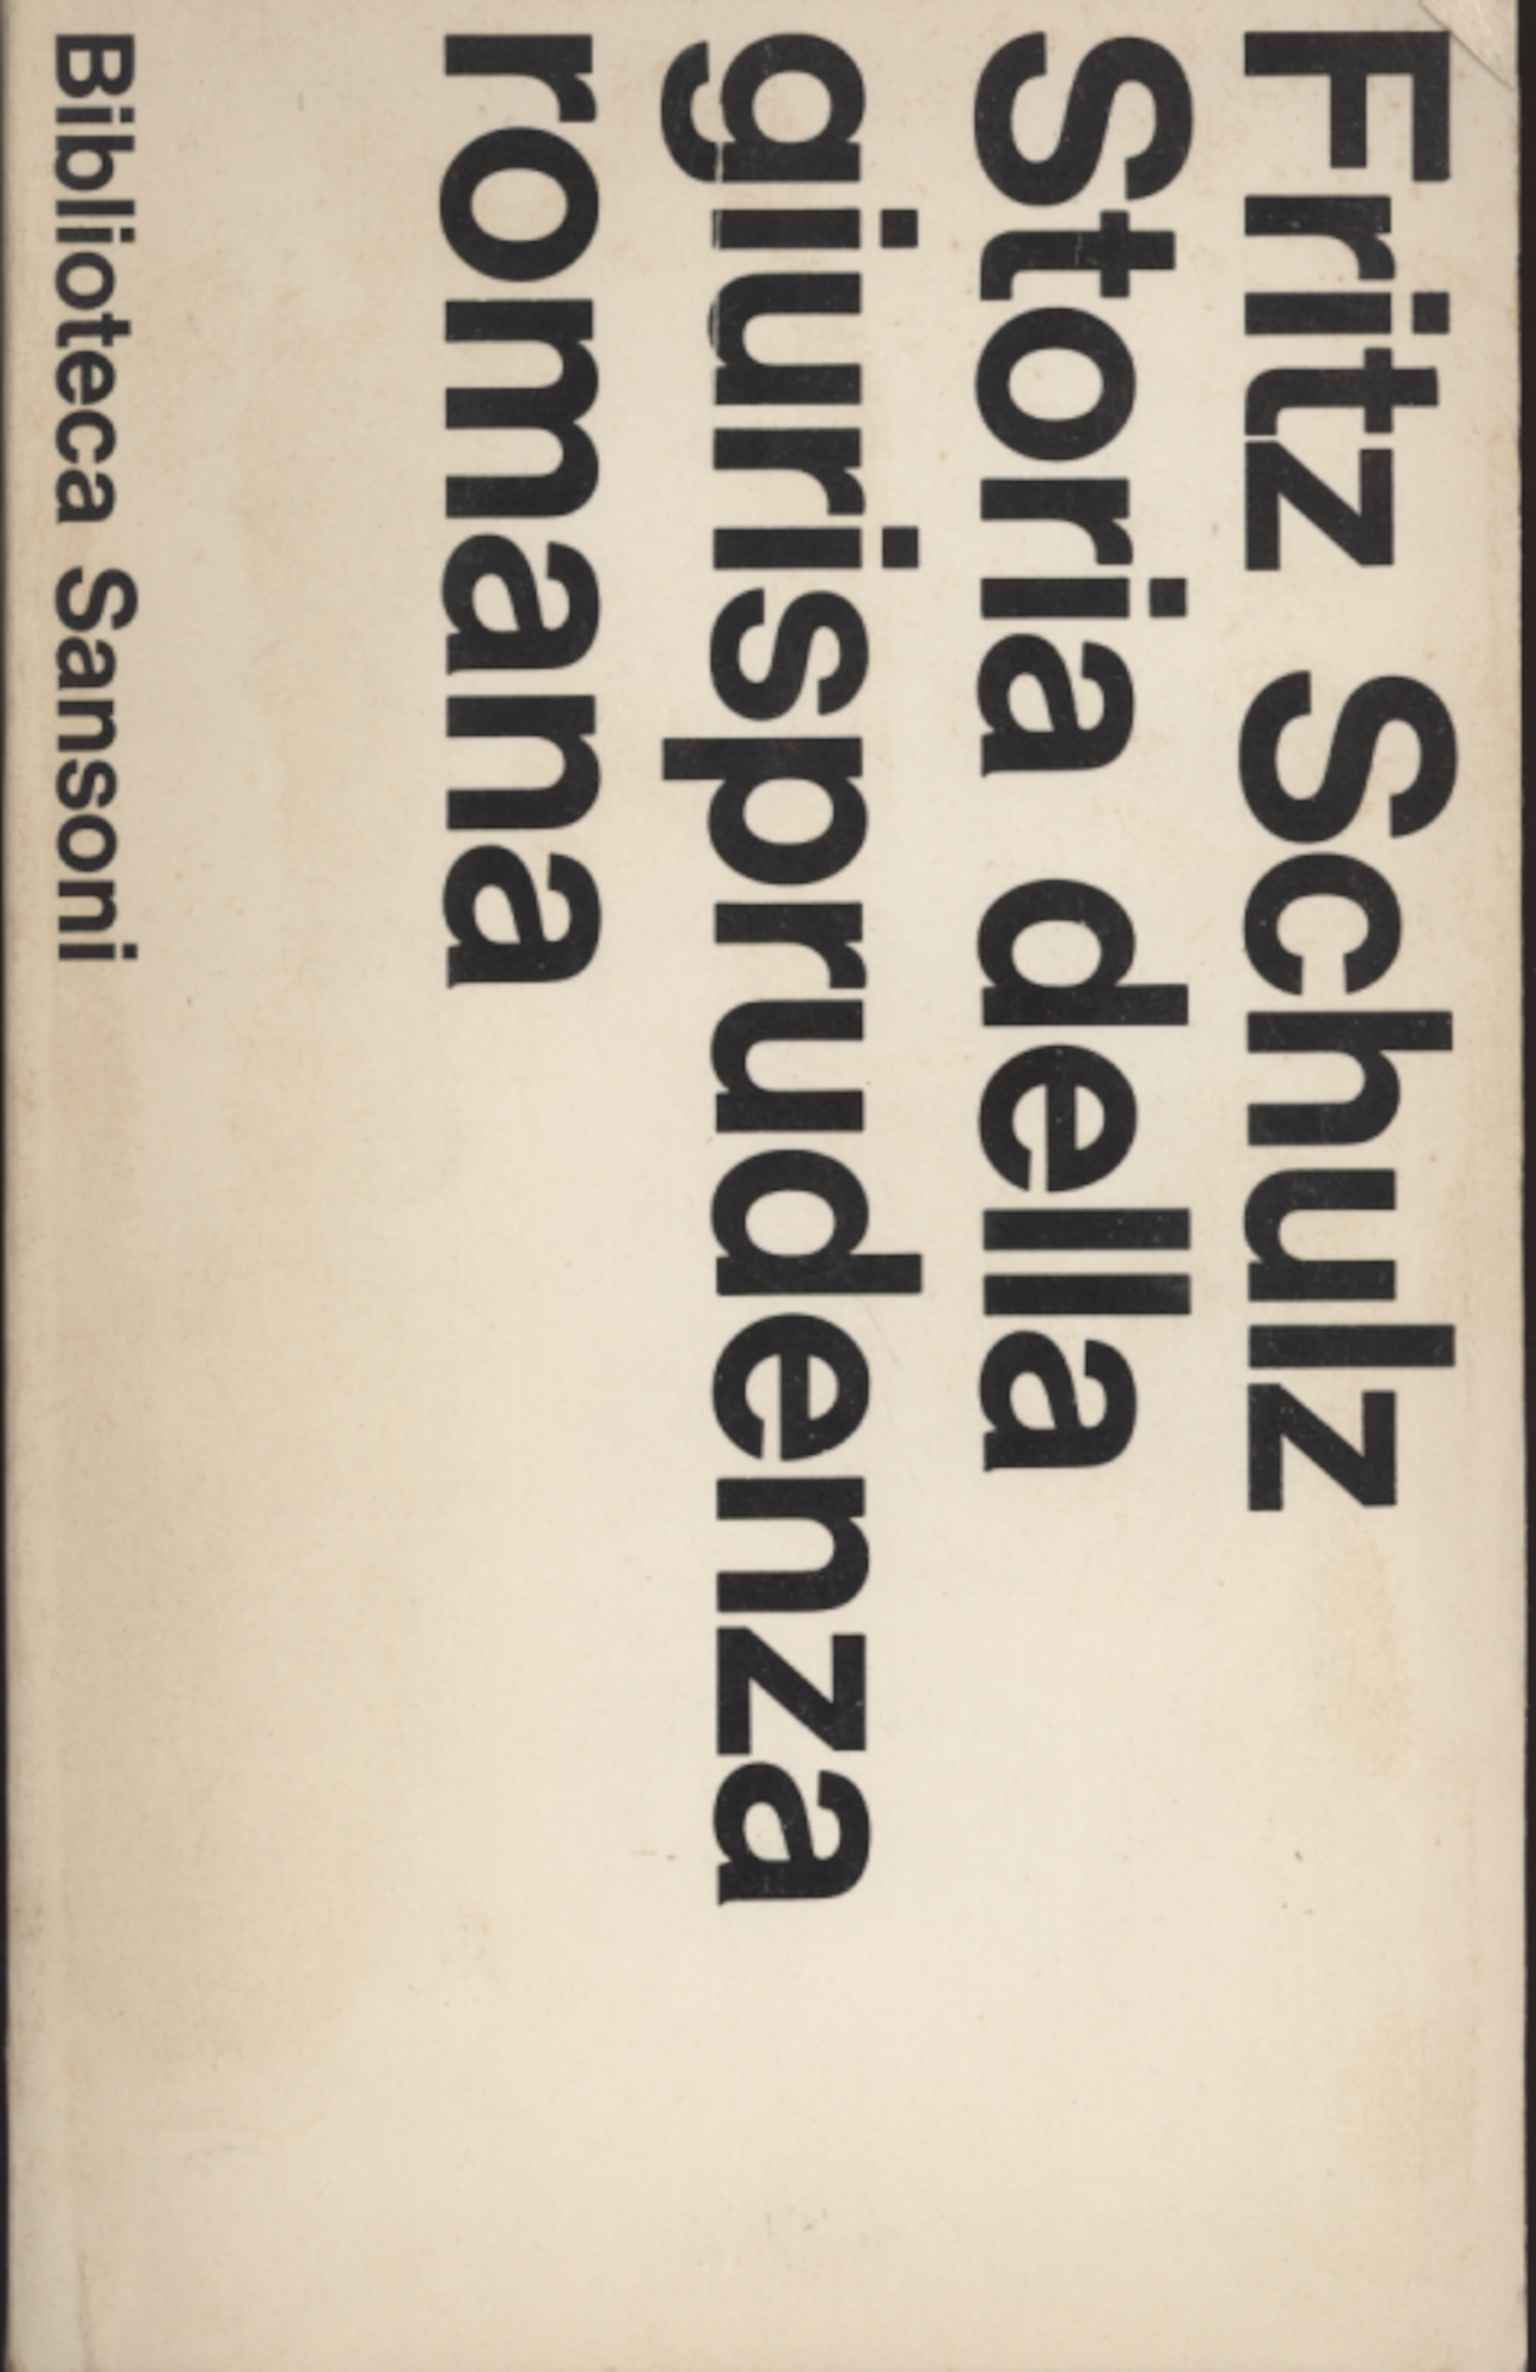 Fritz Schulz
Storia della
giurisprudenza
romana
Biblioteca Sansoni